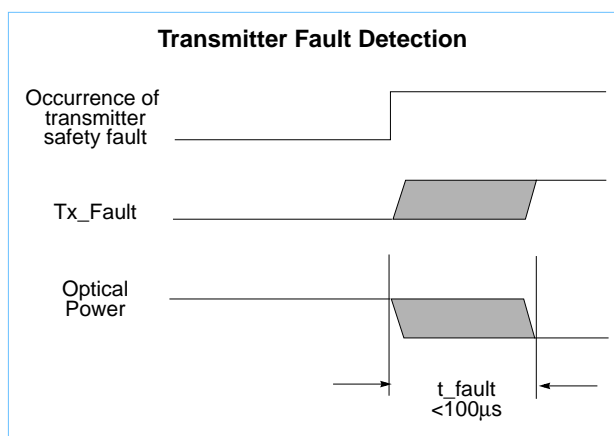 Transmitter Fault Detection
Occurrence of
transmitter
safety fault
Tx_Fault
Optical
Power
t_fault
<100μs